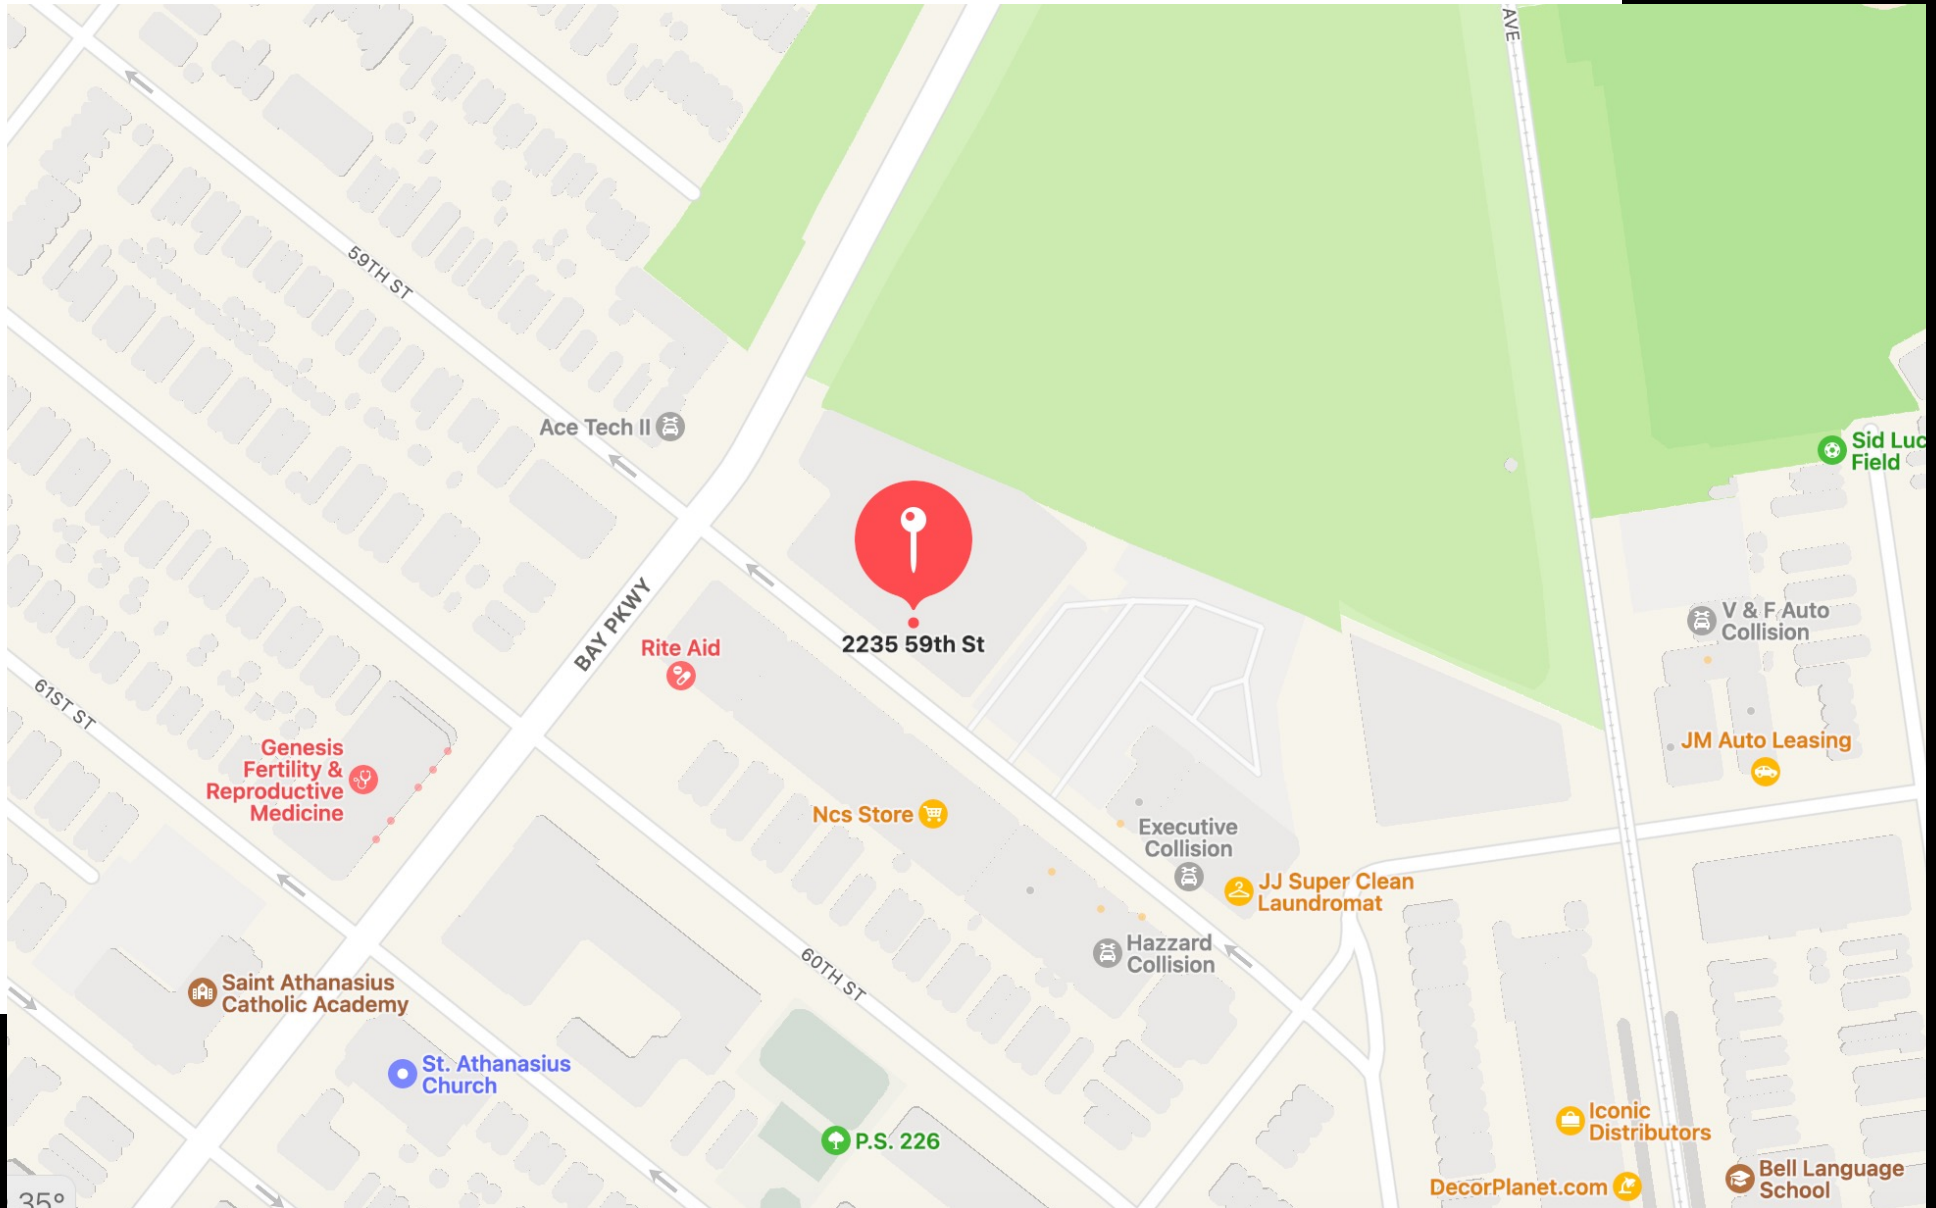 AVE
59TH ST
Ace Tech II
Sid Luc
Field
BAY PKWY
2235 59th St
Rite Aid
V & F Auto
Collision
61ST ST
Genesis
Fertility &
Reproductive
Medicine
JM Auto Leasing
Ncs Store
Executive
Collision
JJ Super Clean
Laundromat
Hazzard
Collision
60TH ST
Saint Athanasius
Catholic Academy
St. Athanasius
Church
P.S. 226
Iconic
Distributors
DecorPlanet.com
Bell Language
School
35°